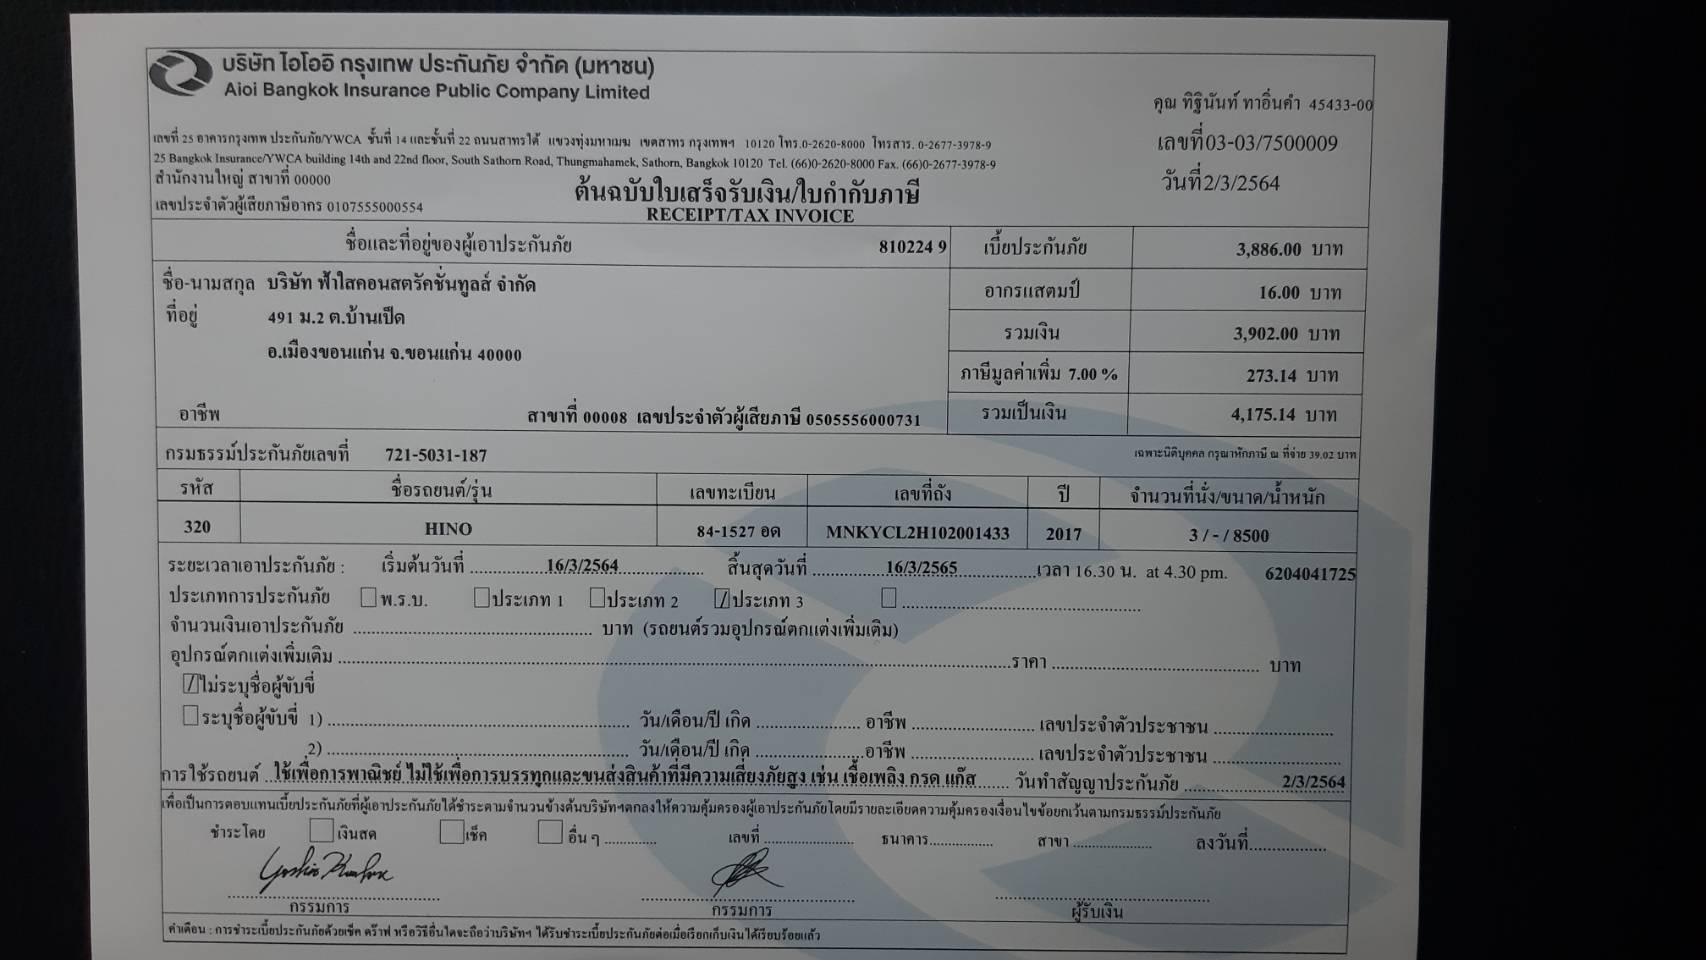 บริษัท ไอโออิ กรุงเทพ ประกันภัย จำกัด (มหาชน)
Aioi Bangkok Insurance Public Company Limited
คุณ ทิฐินันท์ ทาอิ่นคำ 45433-00
เลขที่ 25 อาคารกรุงเทพ ประกันภัย/YWCA ชั้นที่ 14 และชั้นที่ 22 ถนนสาทรใต้ แขวงทุ่งมหาเมฆ เขตสาทร กรุงเทพฯ 10120 โทร.0-2620-8000 โทรสาร. 0-2677-3978-9
เลขที่03-03/7500009
25 Bangkok Insurance/YWCA building 14th and 22nd floor, South Sathorn Road, Thungmahamek, Sathorn, Bangkok 10120 Tel. (66)0-2620-8000 Fax. (66)0-2677-3978-9
สำนักงานใหญ่ สาขาที่ 00000
วันที่2/3/2564
ต้นฉบับใบเสร็จรับเงิน/ใบกำกับภาษี
เลขประจำตัวผู้เสียภาษีอากร 0107555000554
RECEIPT/TAX INVOICE
ชื่อและที่อยู่ของผู้เอาประกันภัย 810224 9 เบี้ยประกันภัย 3,886.00 บาท
ชื่อ-นามสกุล บริษัท ฟ้าใสคอนสตรัคชั่นทูลส์ จำกัด
อากรแสตมป์ 16.00 บาท
ที่อยู่ 491 ม.2 ต.บ้านเป็ด
รวมเงิน 3,902.00 บาท
อ.เมืองขอนแก่น จ.ขอนแก่น 40000
ภาษีมูลค่าเพิ่ม 7.00 % 273.14 บาท
อาชีพ สาขาที่ 00008 เลขประจำตัวผู้เสียภาษี 0505556000731 รวมเป็นเงิน 4,175.14 บาท
กรมธรรม์ประกันภัยเลขที่ 721-5031-187 เฉพาะนิติบุคคล กรุณาหักภาษี ณ ที่จ่าย 39.02 บาท
รหัส ชื่อรถยนต์/รุ่น เลขทะเบียน เลขที่ถัง ปี จำนวนที่นั่ง/ขนาด/น้ำหนัก
320 HINO 84-1527 อด MNKYCL2H102001433 2017 3 / - / 8500
ระยะเวลาเอาประกันภัย : เริ่มต้นวันที่ 16/3/2564 สิ้นสุดวันที่ 16/3/2565 เวลา 16.30 น. at 4.30 pm. 6204041725
ประเภทการประกันภัย พ.ร.บ. ประเภท 1 ประเภท 2 / ประเภท 3
จำนวนเงินเอาประกันภัย บาท (รถยนต์รวมอุปกรณ์ตกแต่งเพิ่มเติม)
อุปกรณ์ตกแต่งเพิ่มเติม ราคา บาท
/ ไม่ระบุชื่อผู้ขับขี่
ระบุชื่อผู้ขับขี่ 1) วัน/เดือน/ปี เกิด อาชีพ เลขประจำตัวประชาชน
2) วัน/เดือน/ปี เกิด อาชีพ เลขประจำตัวประชาชน
การใช้รถยนต์ ใช้เพื่อการพาณิชย์ ไม่ใช้เพื่อการบรรทุกและขนส่งสินค้าที่มีความเสี่ยงภัยสูง เช่น เชื้อเพลิง กรด แก๊ส วันทำสัญญาประกันภัย 2/3/2564
เพื่อเป็นการตอบแทนเบี้ยประกันภัยที่ผู้เอาประกันภัยได้ชำระตามจำนวนข้างต้นบริษัทฯตกลงให้ความคุ้มครองผู้เอาประกันภัยโดยมีรายละเอียดความคุ้มครองเงื่อนไขข้อยกเว้นตามกรมธรรม์ประกันภัย
ชำระโดย เงินสด เช็ค อื่น ๆ เลขที่ ธนาคาร สาขา ลงวันที่
กรรมการ กรรมการ ผู้รับเงิน
คำเตือน : การชำระเบี้ยประกันภัยด้วยเช็ค ดร๊าฟ หรือวิธีอื่นใดจะถือว่าบริษัทฯ ได้รับชำระเบี้ยประกันภัยต่อเมื่อเรียกเก็บเงินได้เรียบร้อยแล้ว